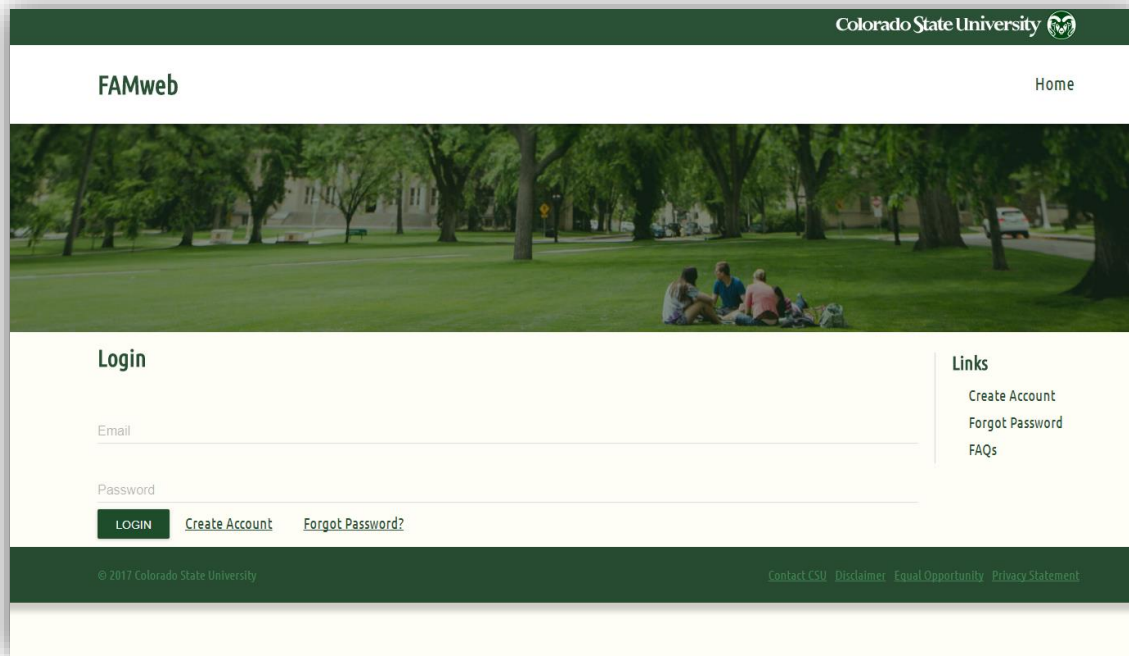 Colorado State University
FAMweb
Home
Login
Email
Password
LOGIN Create Account Forgot Password?
Links
Create Account
Forgot Password
FAQs
© 2017 Colorado State University
Contact CSU Disclaimer Equal Opportunity Privacy Statement